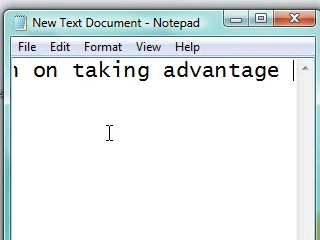 New Text Document - Notepad
File Edit Format View Help
on taking advantage